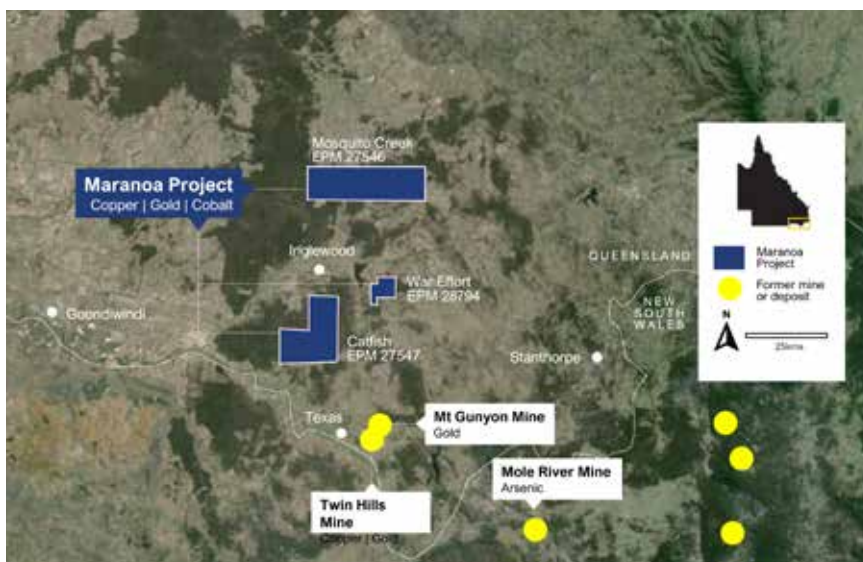 Mosquito Creek
EPM 27546
Maranoa Project
Copper | Gold | Cobalt
Inglewood
War Effort
EPM 28794
Goondiwindi
Catfish
EPM 27547
Stanthorpe
QUEENSLAND
NEW
SOUTH
WALES
Texas
Mt Gunyon Mine
Gold
Mole River Mine
Arsenic
Twin Hills
Mine
Copper | Gold
Maranoa
Project
Former mine
or deposit
N
25kms